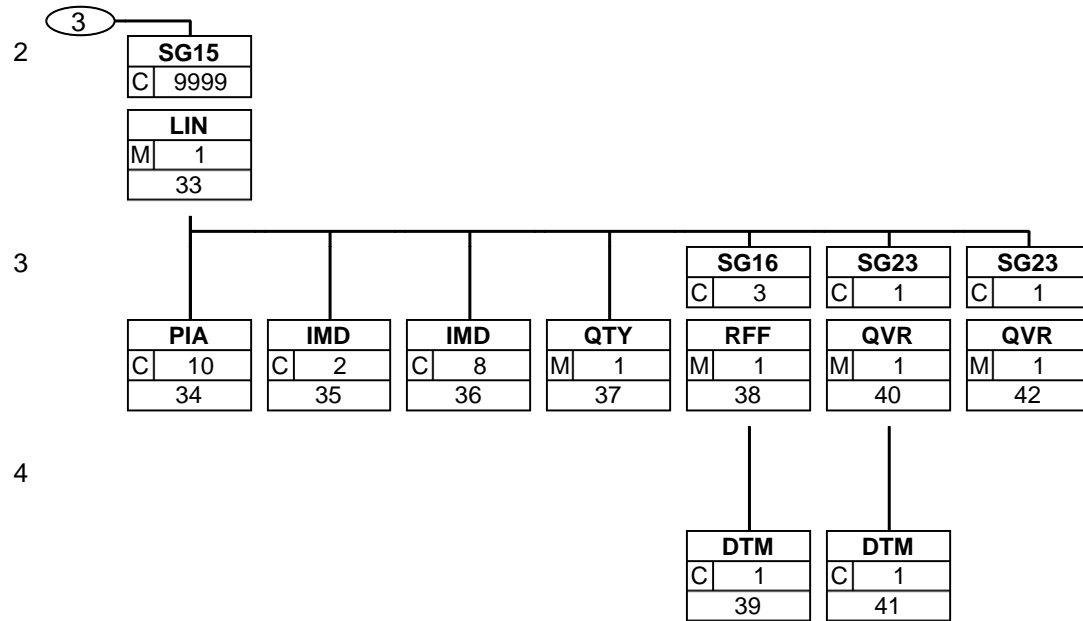 3
2
SG15
C 9999
LIN
M 1
33
3
SG16 SG23 SG23
C 3 C 1 C 1
PIA IMD IMD QTY RFF QVR QVR
C 10 C 2 C 8 M 1 M 1 M 1 M 1
34 35 36 37 38 40 42
4
DTM DTM
C 1 C 1
39 41